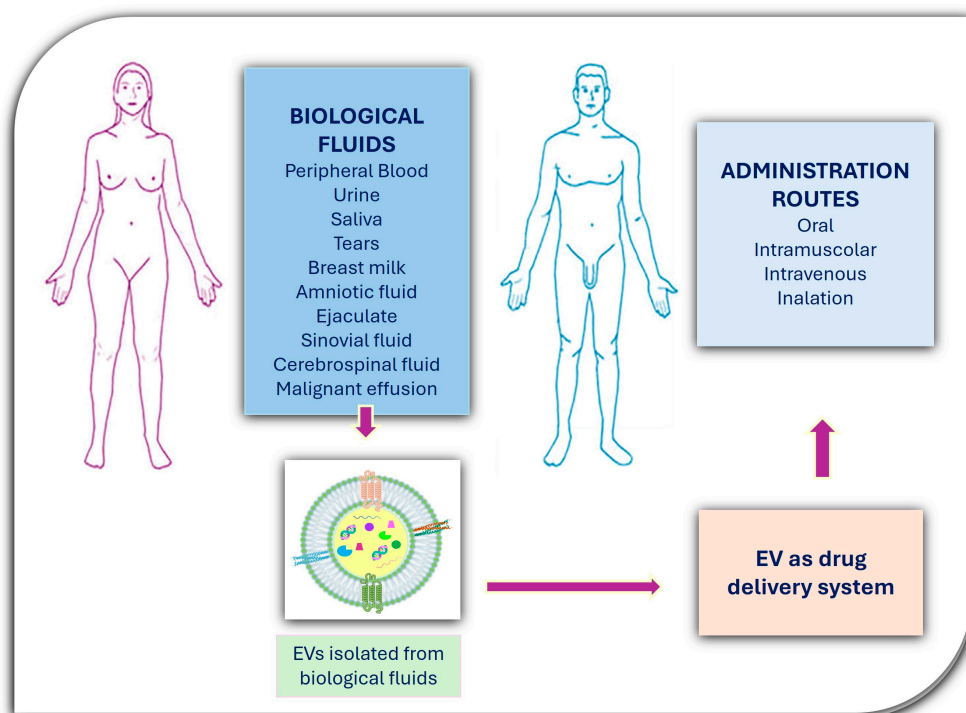 BIOLOGICAL
FLUIDS
Peripheral Blood
Urine
Saliva
Tears
Breast milk
Amniotic fluid
Ejaculate
Sinovial fluid
Cerebrospinal fluid
Malignant effusion
EVs isolated from
biological fluids
ADMINISTRATION
ROUTES
Oral
Intramuscolar
Intravenous
Inalation
EV as drug
delivery system